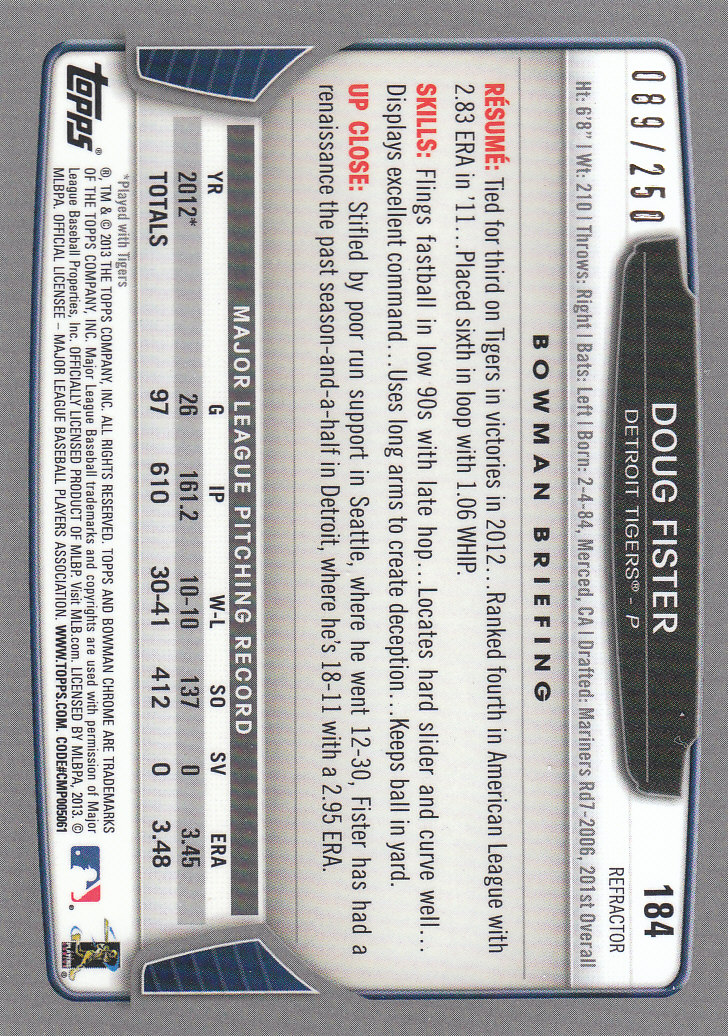 089/250
184
DOUG FISTER
REFRACTOR
DETROIT TIGERS® - P
Ht: 6'8" | Wt: 210 | Throws: Right | Bats: Left | Born: 2-4-84, Merced, CA | Drafted: Mariners Rd7-2006, 201st Overall
BOWMAN BRIEFING
RÉSUMÉ: Tied for third on Tigers in victories in 2012... Ranked fourth in American League with
2.83 ERA in '11...Placed sixth in loop with 1.06 WHIP.
SKILLS: Flings fastball in low '90s with late hop...Locates hard slider and curve well...
Displays excellent command...Uses long arms to create deception...Keeps ball in yard.
UP CLOSE: Stifled by poor run support in Seattle, where he went 12-30, Fister has had a
renaissance the past season-and-a-half in Detroit, where he's 18-11 with a 2.95 ERA.
MAJOR LEAGUE PITCHING RECORD
YR G IP W-L SO SV ERA
2012* 26 161.2 10-10 137 0 3.45
TOTALS 97 610 30-41 412 0 3.48
*Played with Tigers
topps®
® , TM & © 2013 THE TOPPS COMPANY, INC. ALL RIGHTS RESERVED. TOPPS AND BOWMAN CHROME ARE TRADEMARKS
OF THE TOPPS COMPANY, INC. Major League Baseball trademarks and copyrights are used with permission of Major
League Baseball Properties, Inc. OFFICIALLY LICENSED PRODUCT OF MLBP. Visit MLB.com. LICENSED BY MLBPA, 2013. ©
MLBPA. OFFICIAL LICENSEE – MAJOR LEAGUE BASEBALL PLAYERS ASSOCIATION. WWW.TOPPS.COM. CODE#CMP005061